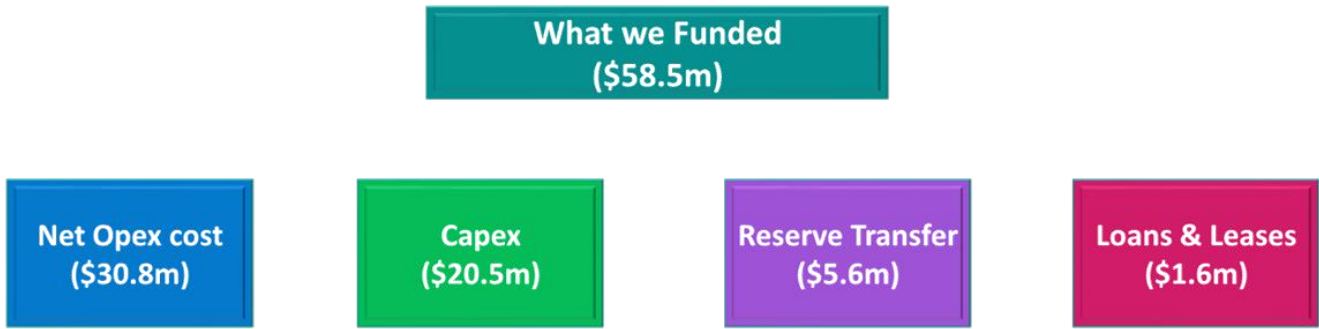 What we Funded
($58.5m)
Net Opex cost
($30.8m)
Capex
($20.5m)
Reserve Transfer
($5.6m)
Loans & Leases
($1.6m)